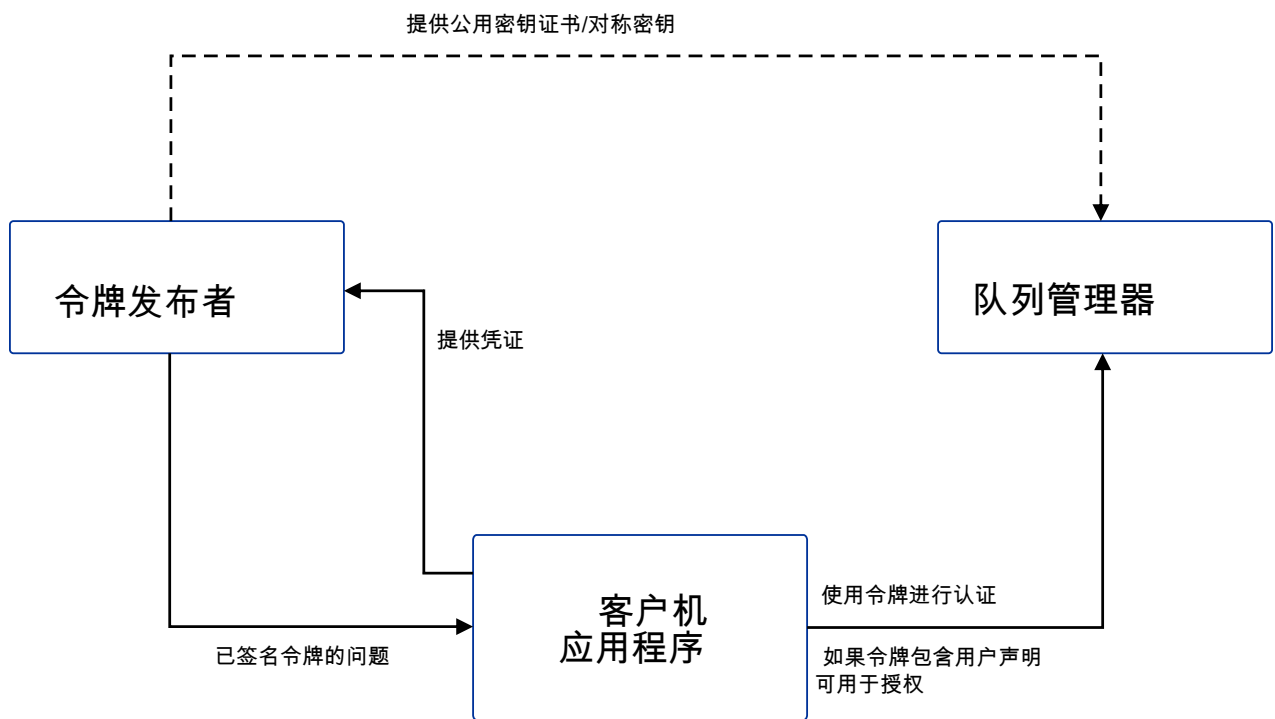 提供公用密钥证书/对称密钥
令牌发布者
队列管理器
提供凭证
客户机
应用程序
使用令牌进行认证
已签名令牌的问题
如果令牌包含用户声明
可用于授权